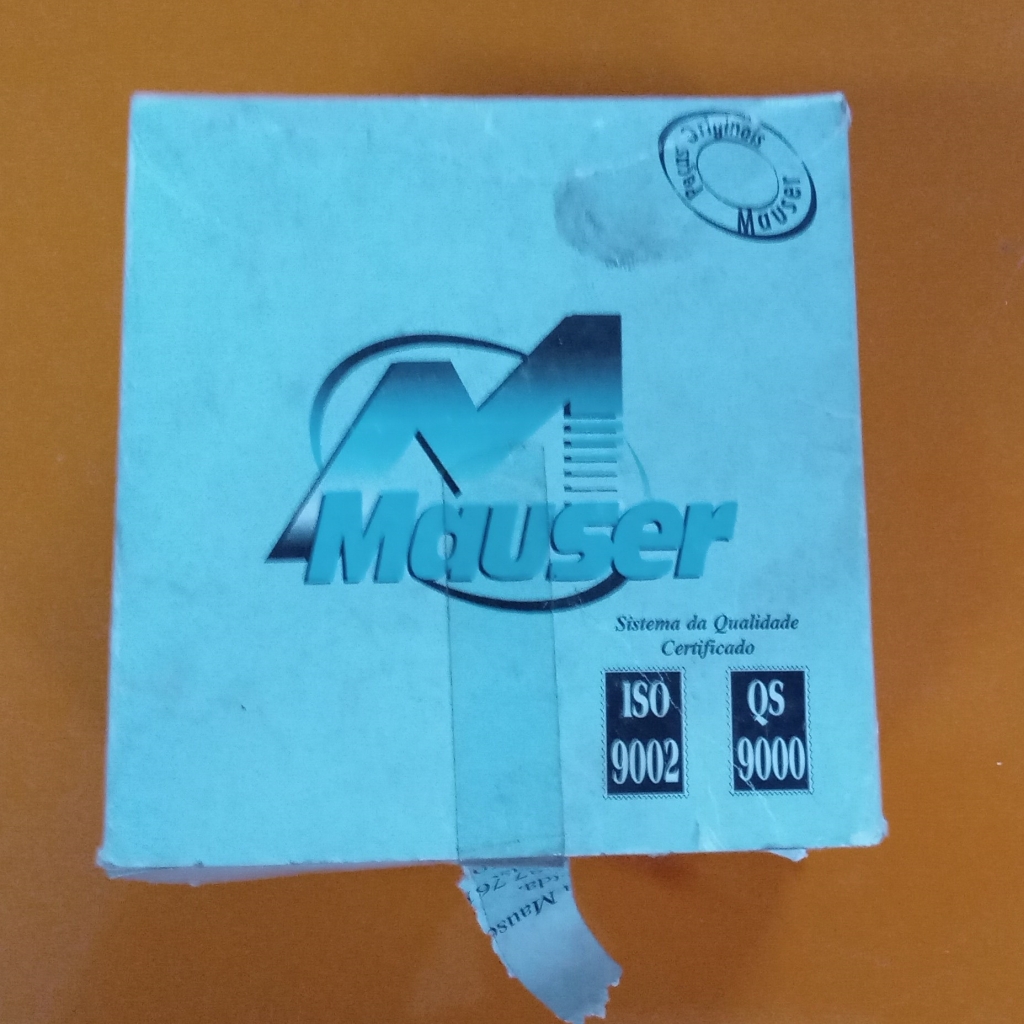 Peças Originais
Mauser
Mauser
Sistema da Qualidade
Certificado
ISO
9002
QS
9000